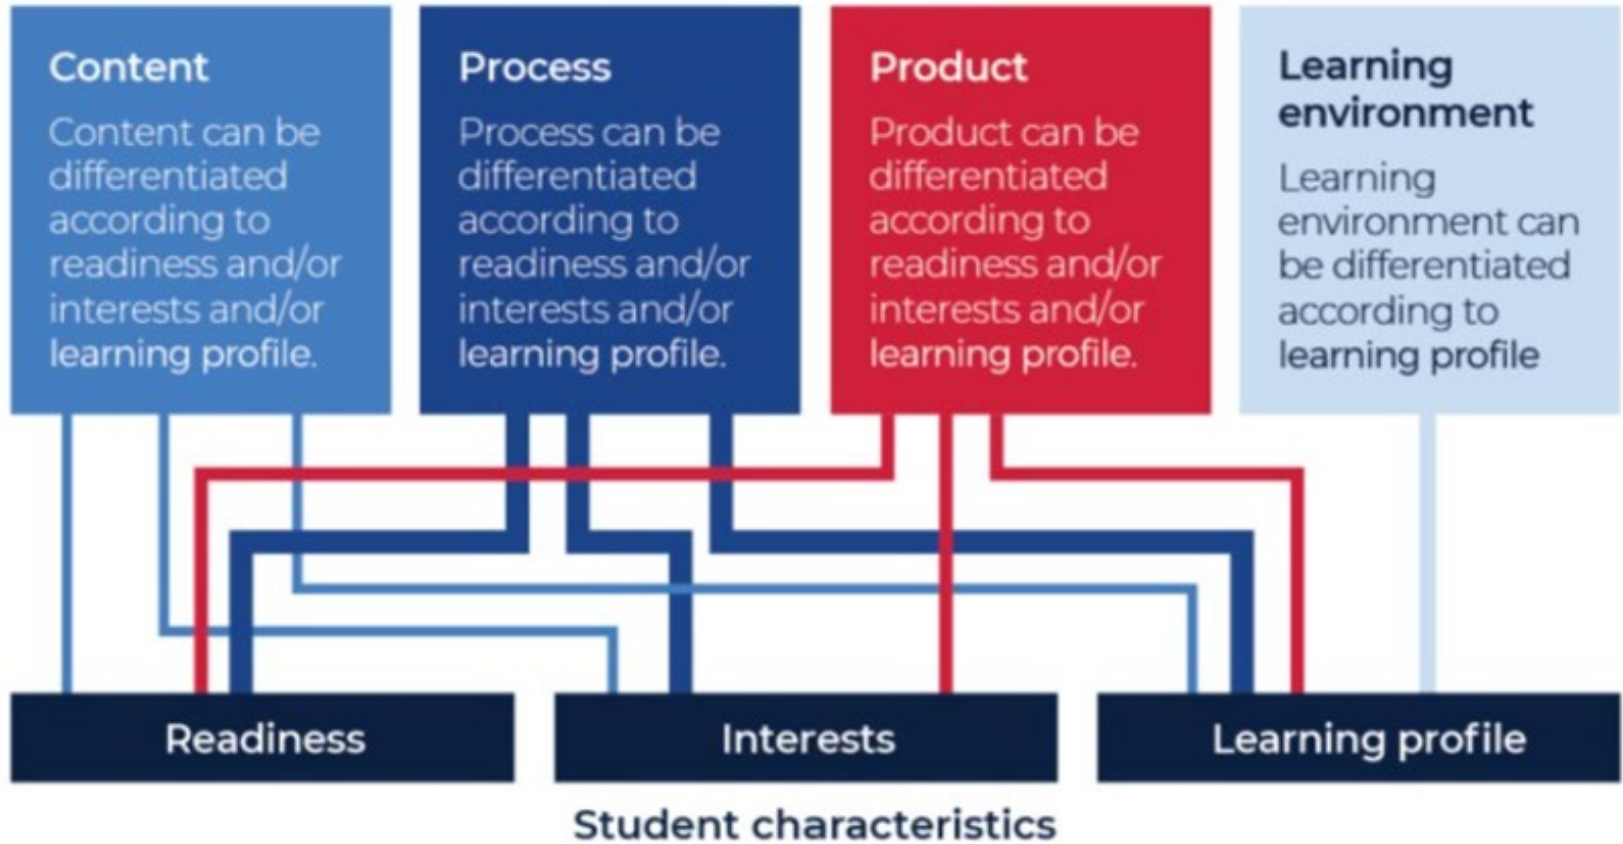 Content
Content can be
differentiated
according to
readiness and/or
interests and/or
learning profile.
Process
Process can be
differentiated
according to
readiness and/or
interests and/or
learning profile.
Product
Product can be
differentiated
according to
readiness and/or
interests and/or
learning profile.
Learning
environment
Learning
environment can
be differentiated
according to
learning profile
Readiness
Interests
Learning profile
Student characteristics